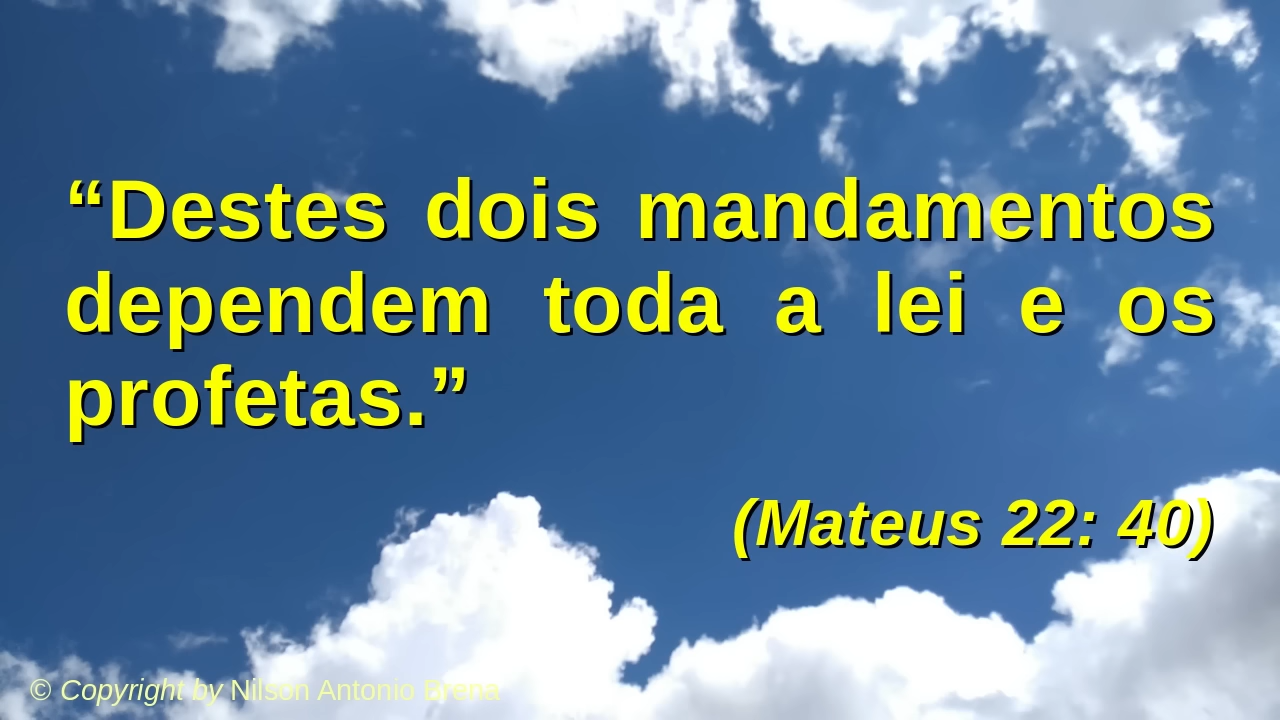 “Destes dois mandamentos
dependem toda a lei e os
profetas.”
(Mateus 22: 40)
© Copyright by Nilson Antonio Brena